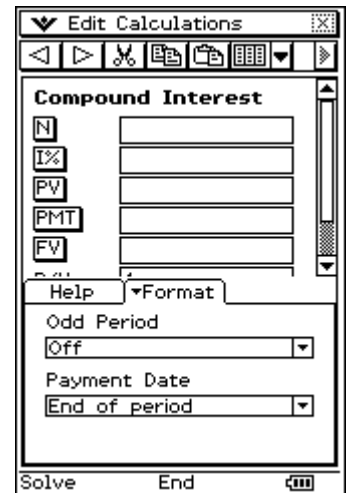 Edit Calculations
Compound Interest
N
I%
PV
PMT
FV
Help ▾Format
Odd Period
Off
Payment Date
End of period
Solve End